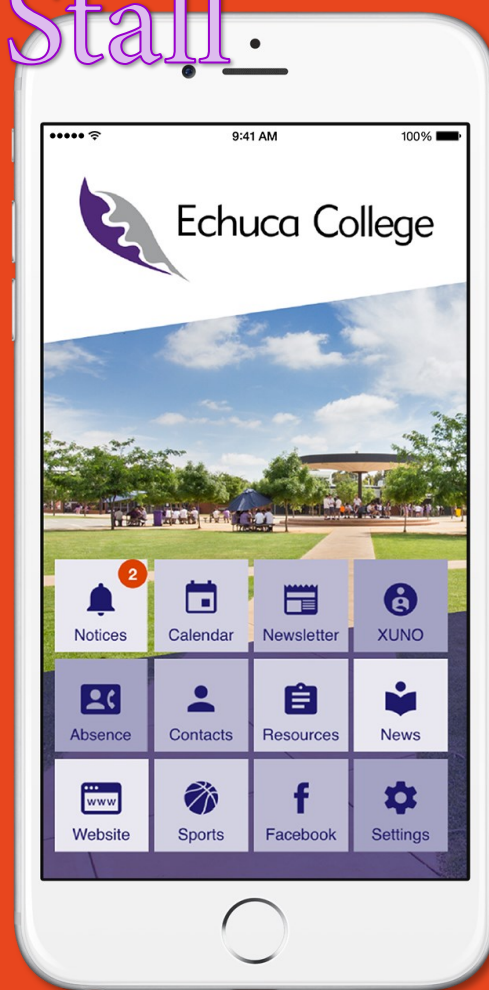 Stall
9:41 AM
100%
Echuca College
2
Notices
Calendar
Newsletter
XUNO
Absence
Contacts
Resources
News
www
Website
Sports
f
Facebook
Settings